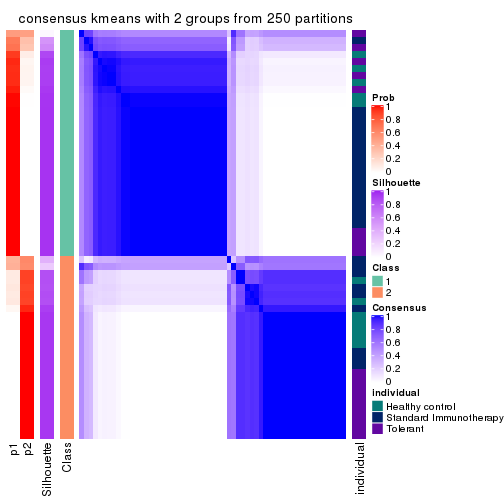 consensus kmeans with 2 groups from 250 partitions
Prob
1
0.8
0.6
0.4
0.2
0
Silhouette
1
0.8
0.6
0.4
0.2
0
Class
1
2
Consensus
1
0.8
0.6
0.4
0.2
0
individual
Healthy control
Standard Immunotherapy
Tolerant
p1
p2
Silhouette
Class
individual